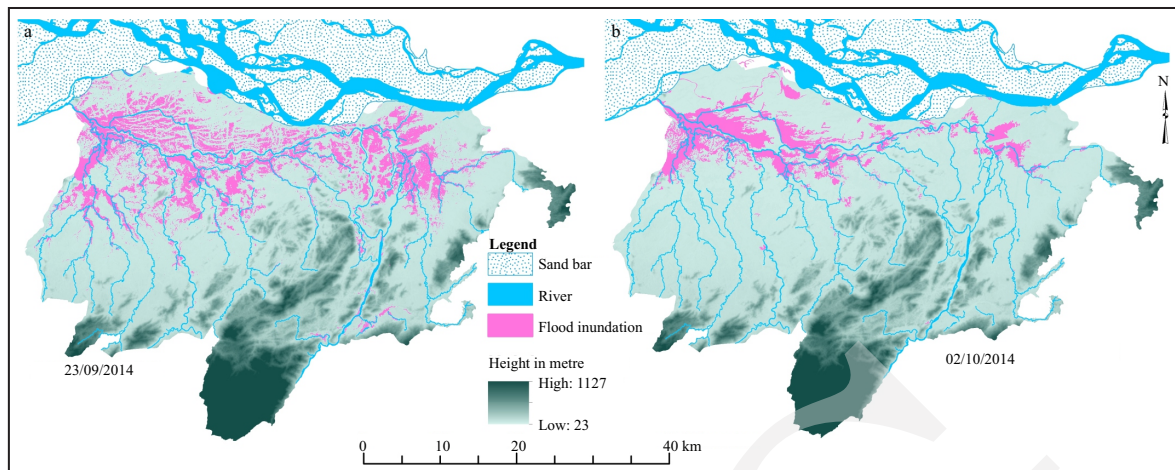 a
b
N
Legend
Sand bar
River
Flood inundation
Height in metre
High: 1127
Low: 23
23/09/2014
02/10/2014
0 20 20 40 km